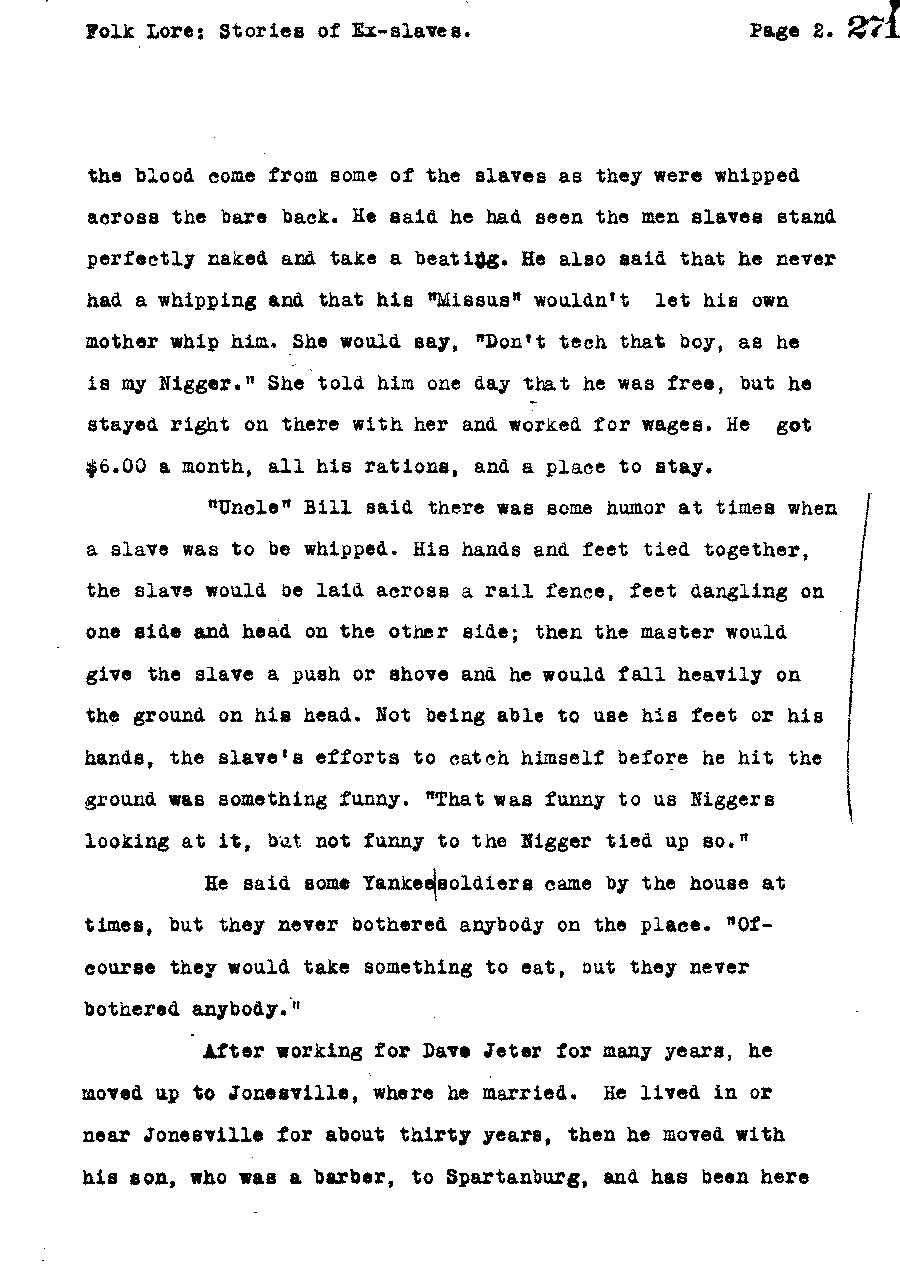 Folk Lore: Stories of Ex-slaves. Page 2. 271
the blood come from some of the slaves as they were whipped
across the bare back. He said he had seen the men slaves stand
perfectly naked and take a beating. He also said that he never
had a whipping and that his "Missus" wouldn't let his own
mother whip him. She would say, "Don't tech that boy, as he
is my Nigger." She told him one day that he was free, but he
stayed right on there with her and worked for wages. He got
$6.00 a month, all his rations, and a place to stay.
"Uncle" Bill said there was some humor at times when
a slave was to be whipped. His hands and feet tied together,
the slave would be laid across a rail fence, feet dangling on
one side and head on the other side; then the master would
give the slave a push or shove and he would fall heavily on
the ground on his head. Not being able to use his feet or his
hands, the slave's efforts to catch himself before he hit the
ground was something funny. "That was funny to us Niggers
looking at it, but not funny to the Nigger tied up so."
He said some Yankee|soldiers came by the house at
times, but they never bothered anybody on the place. "Of-
course they would take something to eat, but they never
bothered anybody."
After working for Dave Jeter for many years, he
moved up to Jonesville, where he married. He lived in or
near Jonesville for about thirty years, then he moved with
his son, who was a barber, to Spartanburg, and has been here